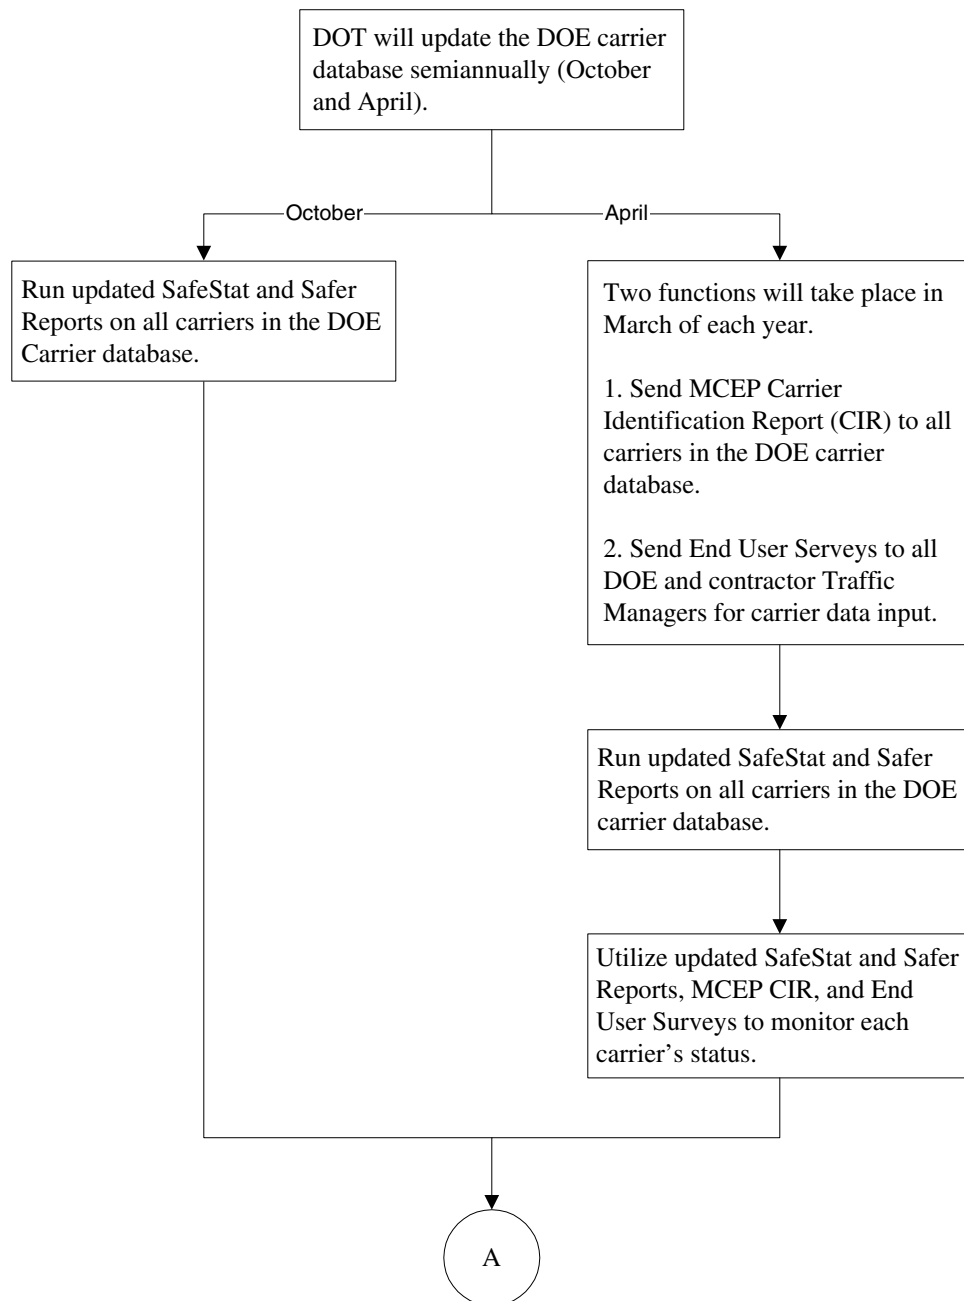 DOT will update the DOE carrier
database semiannually (October
and April).
October
April
Run updated SafeStat and Safer
Reports on all carriers in the DOE
Carrier database.
Two functions will take place in
March of each year.
1. Send MCEP Carrier
Identification Report (CIR) to all
carriers in the DOE carrier
database.
2. Send End User Surveys to all
DOE and contractor Traffic
Managers for carrier data input.
Run updated SafeStat and Safer
Reports on all carriers in the DOE
carrier database.
Utilize updated SafeStat and Safer
Reports, MCEP CIR, and End
User Surveys to monitor each
carrier’s status.
A